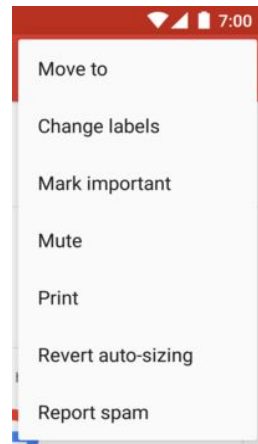 7:00
Move to
Change labels
Mark important
Mute
Print
Revert auto-sizing
Report spam